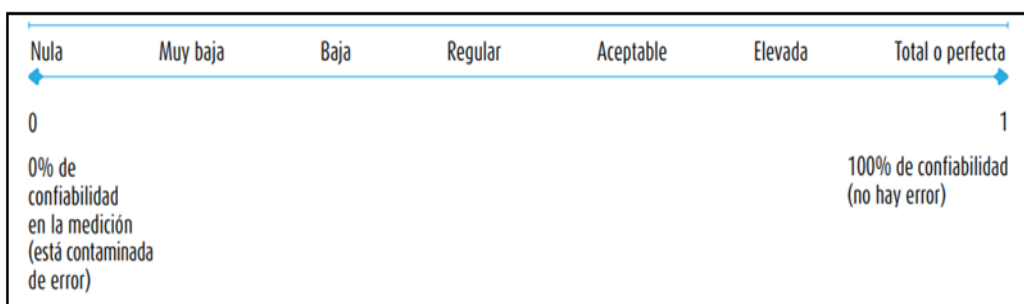 Nula Muy baja Baja Regular Aceptable Elevada Total o perfecta
0 1
0% de
confiabilidad
en la medición
(está contaminada
de error)
100% de confiabilidad
(no hay error)